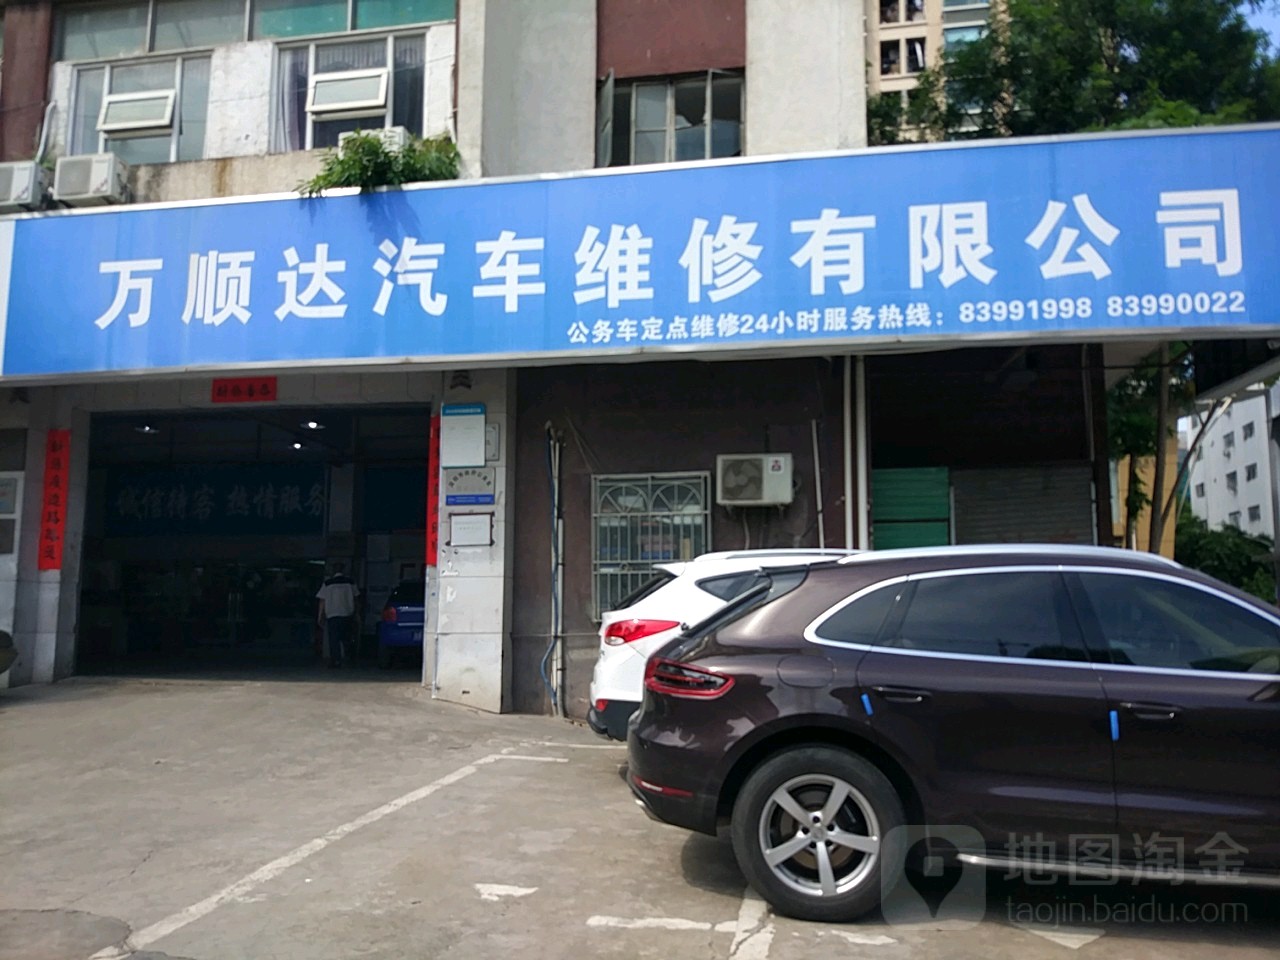 万顺达汽车维修有限公司
公务车定点维修24小时服务热线：83991998 83990022
诚信待客 热情服务
地图淘金
taojin.baidu.com